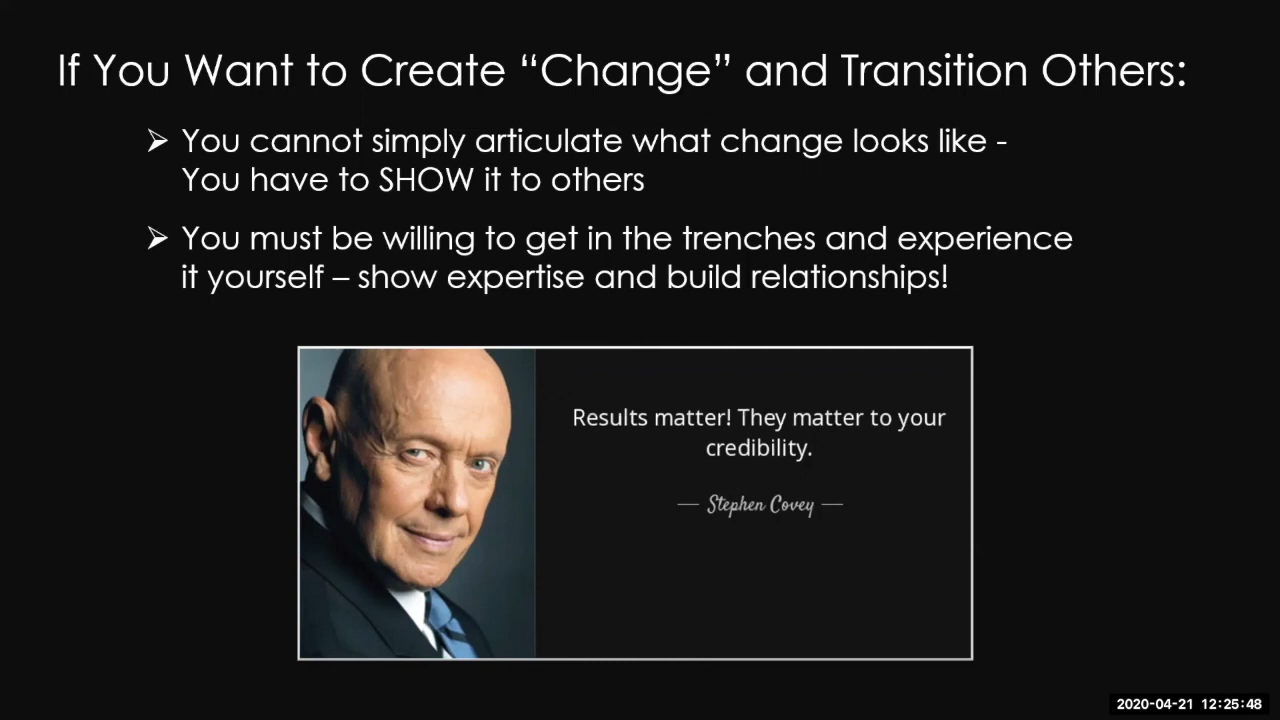 If You Want to Create “Change” and Transition Others:
➢ You cannot simply articulate what change looks like -
You have to SHOW it to others
➢ You must be willing to get in the trenches and experience
it yourself – show expertise and build relationships!
Results matter! They matter to your
credibility.
— Stephen Covey —
2020-04-21 12:25:48